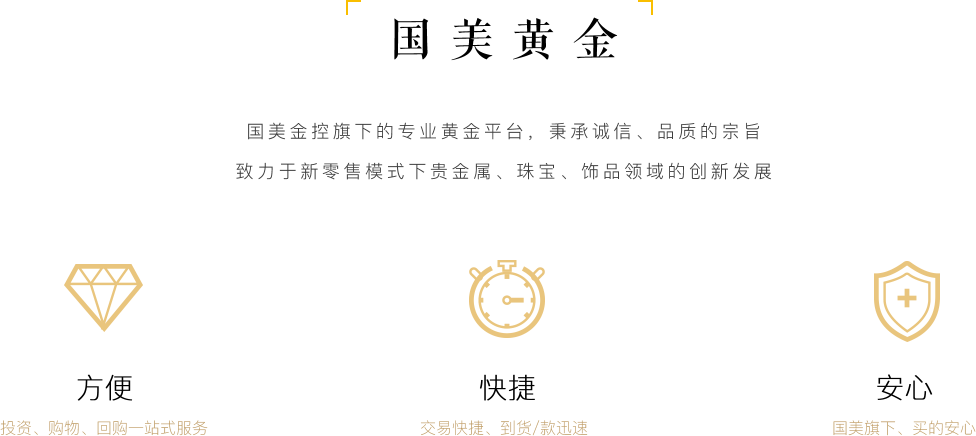 国美黄金
国美金控旗下的专业黄金平台，秉承诚信、品质的宗旨
致力于新零售模式下贵金属、珠宝、饰品领域的创新发展
方便
快捷
安心
投资、购物、回购一站式服务
交易快捷、到货/款迅速
国美旗下、买的安心